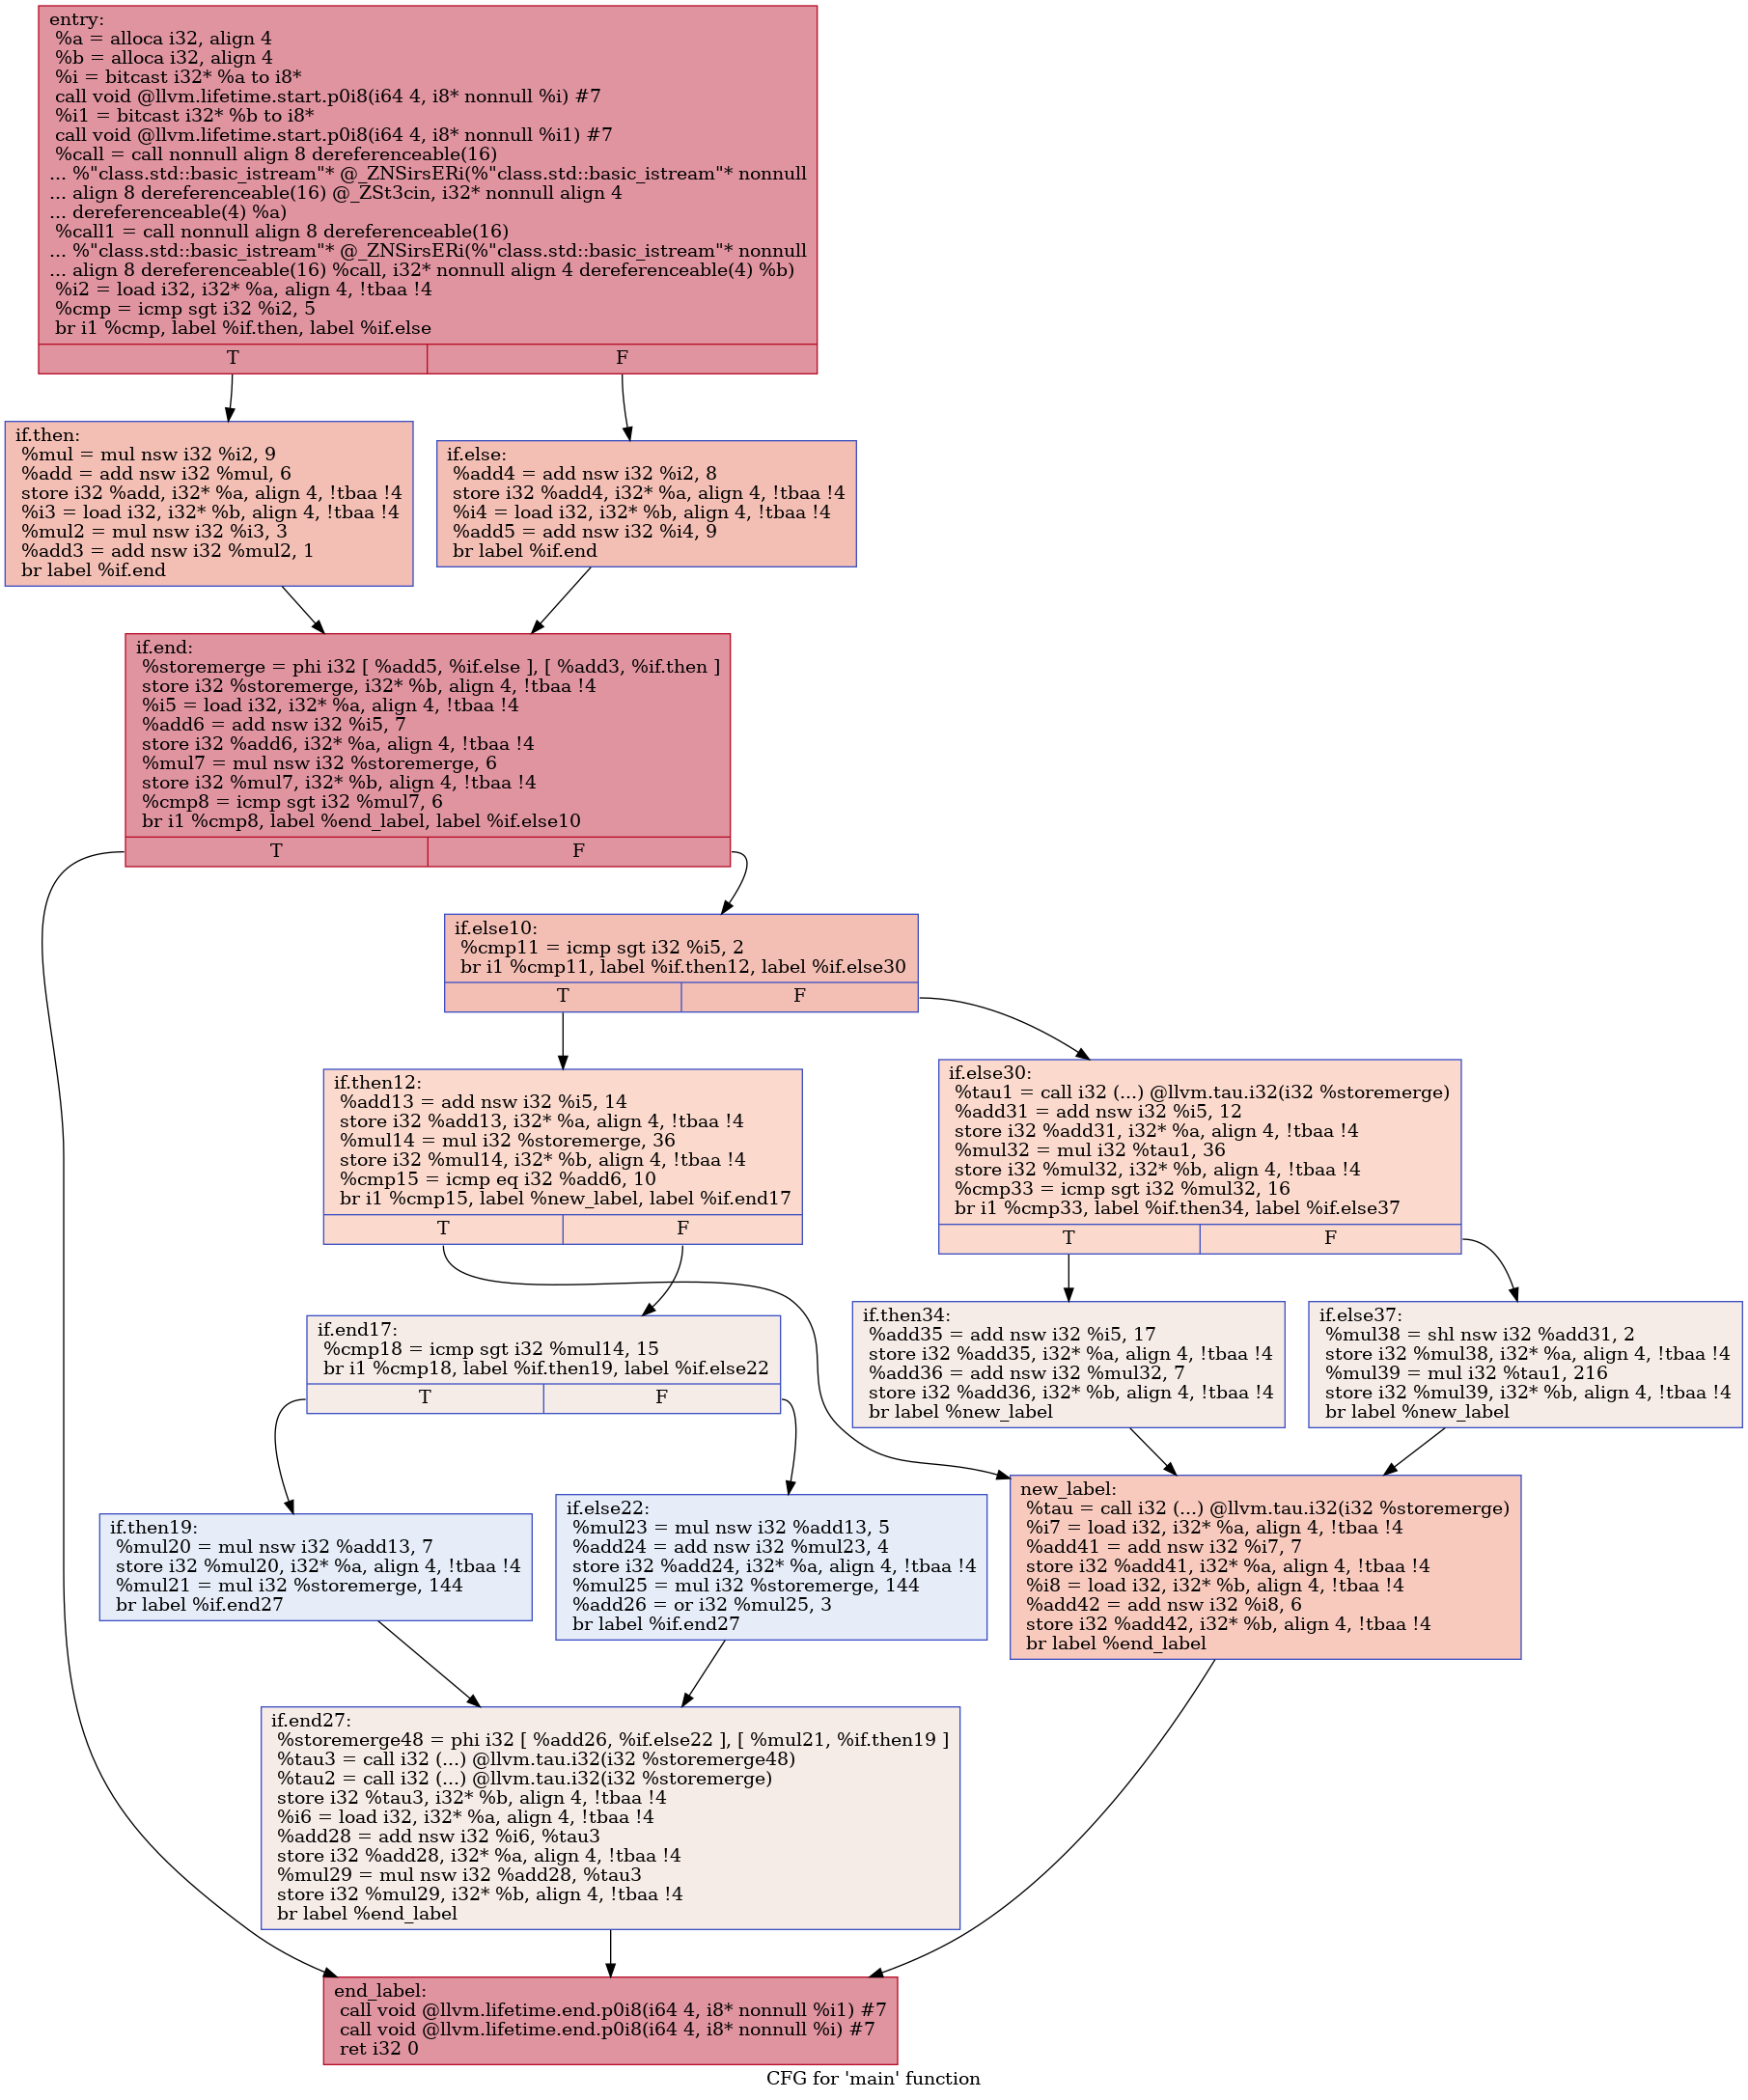 entry:
%a = alloca i32, align 4
%b = alloca i32, align 4
%i = bitcast i32* %a to i8*
call void @llvm.lifetime.start.p0i8(i64 4, i8* nonnull %i) #7
%i1 = bitcast i32* %b to i8*
call void @llvm.lifetime.start.p0i8(i64 4, i8* nonnull %i1) #7
%call = call nonnull align 8 dereferenceable(16)
... %"class.std::basic_istream"* @_ZNSirsERi(%"class.std::basic_istream"* nonnull
... align 8 dereferenceable(16) @_ZSt3cin, i32* nonnull align 4
... dereferenceable(4) %a)
%call1 = call nonnull align 8 dereferenceable(16)
... %"class.std::basic_istream"* @_ZNSirsERi(%"class.std::basic_istream"* nonnull
... align 8 dereferenceable(16) %call, i32* nonnull align 4 dereferenceable(4) %b)
%i2 = load i32, i32* %a, align 4, !tbaa !4
%cmp = icmp sgt i32 %i2, 5
br i1 %cmp, label %if.then, label %if.else
T F
if.then:
%mul = mul nsw i32 %i2, 9
%add = add nsw i32 %mul, 6
store i32 %add, i32* %a, align 4, !tbaa !4
%i3 = load i32, i32* %b, align 4, !tbaa !4
%mul2 = mul nsw i32 %i3, 3
%add3 = add nsw i32 %mul2, 1
br label %if.end
if.else:
%add4 = add nsw i32 %i2, 8
store i32 %add4, i32* %a, align 4, !tbaa !4
%i4 = load i32, i32* %b, align 4, !tbaa !4
%add5 = add nsw i32 %i4, 9
br label %if.end
if.end:
%storemerge = phi i32 [ %add5, %if.else ], [ %add3, %if.then ]
store i32 %storemerge, i32* %b, align 4, !tbaa !4
%i5 = load i32, i32* %a, align 4, !tbaa !4
%add6 = add nsw i32 %i5, 7
store i32 %add6, i32* %a, align 4, !tbaa !4
%mul7 = mul nsw i32 %storemerge, 6
store i32 %mul7, i32* %b, align 4, !tbaa !4
%cmp8 = icmp sgt i32 %mul7, 6
br i1 %cmp8, label %end_label, label %if.else10
T F
if.else10:
%cmp11 = icmp sgt i32 %i5, 2
br i1 %cmp11, label %if.then12, label %if.else30
T F
if.then12:
%add13 = add nsw i32 %i5, 14
store i32 %add13, i32* %a, align 4, !tbaa !4
%mul14 = mul i32 %storemerge, 36
store i32 %mul14, i32* %b, align 4, !tbaa !4
%cmp15 = icmp eq i32 %add6, 10
br i1 %cmp15, label %new_label, label %if.end17
T F
if.else30:
%tau1 = call i32 (...) @llvm.tau.i32(i32 %storemerge)
%add31 = add nsw i32 %i5, 12
store i32 %add31, i32* %a, align 4, !tbaa !4
%mul32 = mul i32 %tau1, 36
store i32 %mul32, i32* %b, align 4, !tbaa !4
%cmp33 = icmp sgt i32 %mul32, 16
br i1 %cmp33, label %if.then34, label %if.else37
T F
if.end17:
%cmp18 = icmp sgt i32 %mul14, 15
br i1 %cmp18, label %if.then19, label %if.else22
T F
if.then34:
%add35 = add nsw i32 %i5, 17
store i32 %add35, i32* %a, align 4, !tbaa !4
%add36 = add nsw i32 %mul32, 7
store i32 %add36, i32* %b, align 4, !tbaa !4
br label %new_label
if.else37:
%mul38 = shl nsw i32 %add31, 2
store i32 %mul38, i32* %a, align 4, !tbaa !4
%mul39 = mul i32 %tau1, 216
store i32 %mul39, i32* %b, align 4, !tbaa !4
br label %new_label
if.then19:
%mul20 = mul nsw i32 %add13, 7
store i32 %mul20, i32* %a, align 4, !tbaa !4
%mul21 = mul i32 %storemerge, 144
br label %if.end27
if.else22:
%mul23 = mul nsw i32 %add13, 5
%add24 = add nsw i32 %mul23, 4
store i32 %add24, i32* %a, align 4, !tbaa !4
%mul25 = mul i32 %storemerge, 144
%add26 = or i32 %mul25, 3
br label %if.end27
new_label:
%tau = call i32 (...) @llvm.tau.i32(i32 %storemerge)
%i7 = load i32, i32* %a, align 4, !tbaa !4
%add41 = add nsw i32 %i7, 7
store i32 %add41, i32* %a, align 4, !tbaa !4
%i8 = load i32, i32* %b, align 4, !tbaa !4
%add42 = add nsw i32 %i8, 6
store i32 %add42, i32* %b, align 4, !tbaa !4
br label %end_label
if.end27:
%storemerge48 = phi i32 [ %add26, %if.else22 ], [ %mul21, %if.then19 ]
%tau3 = call i32 (...) @llvm.tau.i32(i32 %storemerge48)
%tau2 = call i32 (...) @llvm.tau.i32(i32 %storemerge)
store i32 %tau3, i32* %b, align 4, !tbaa !4
%i6 = load i32, i32* %a, align 4, !tbaa !4
%add28 = add nsw i32 %i6, %tau3
store i32 %add28, i32* %a, align 4, !tbaa !4
%mul29 = mul nsw i32 %add28, %tau3
store i32 %mul29, i32* %b, align 4, !tbaa !4
br label %end_label
end_label:
call void @llvm.lifetime.end.p0i8(i64 4, i8* nonnull %i1) #7
call void @llvm.lifetime.end.p0i8(i64 4, i8* nonnull %i) #7
ret i32 0
CFG for 'main' function